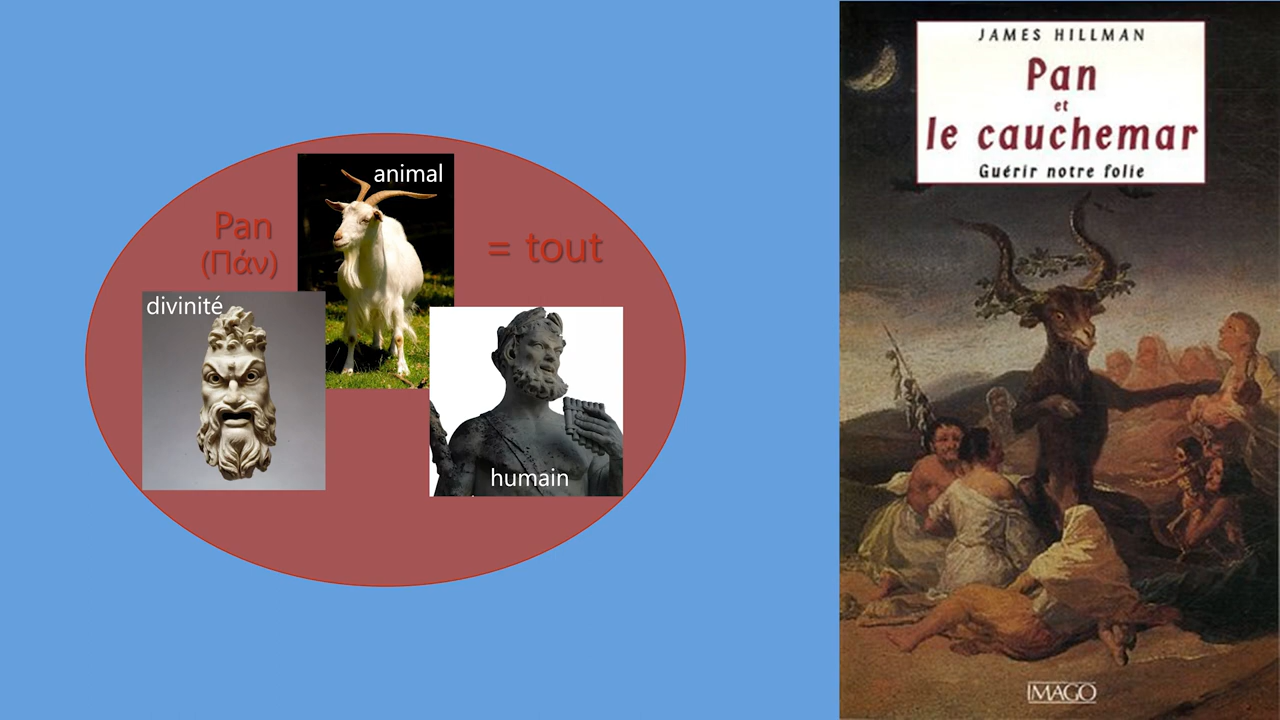 animal
Pan
(Πάν)
= tout
divinité
humain
JAMES HILLMAN
Pan
et
le cauchemar
Guérir notre folie
IMAGO